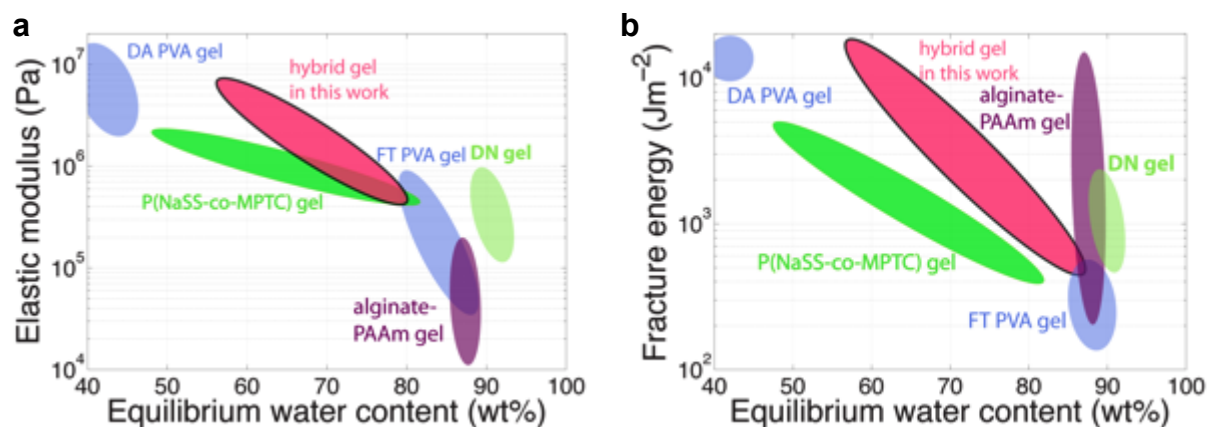 a
Elastic modulus (Pa)
10⁷
10⁶
10⁵
10⁴
DA PVA gel
hybrid gel
in this work
FT PVA gel
DN gel
P(NaSS-co-MPTC) gel
alginate-
PAAm gel
40 50 60 70 80 90 100
Equilibrium water content (wt%)
b
Fracture energy (Jm⁻²)
10⁴
10³
10²
hybrid gel
in this work
DA PVA gel
alginate-
PAAm gel
DN gel
P(NaSS-co-MPTC) gel
FT PVA gel
40 50 60 70 80 90 100
Equilibrium water content (wt%)